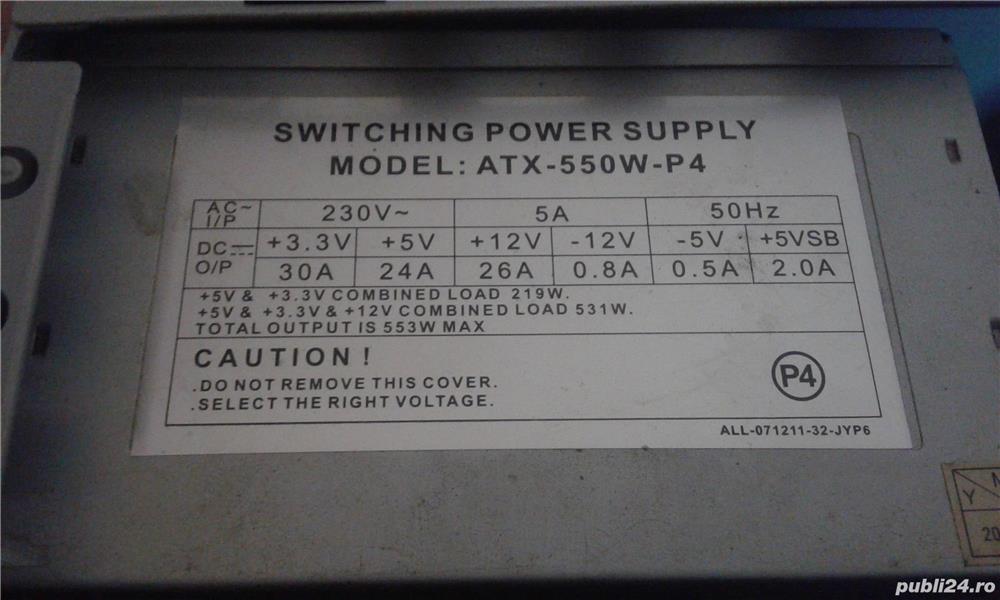 SWITCHING POWER SUPPLY
MODEL: ATX-550W-P4
AC~ I/P 230V~ 5A 50Hz
DC O/P +3.3V +5V +12V -12V -5V +5VSB
30A 24A 26A 0.8A 0.5A 2.0A
+5V & +3.3V COMBINED LOAD 219W.
+5V & +3.3V & +12V COMBINED LOAD 531W.
TOTAL OUTPUT IS 553W MAX
CAUTION !
.DO NOT REMOVE THIS COVER.
.SELECT THE RIGHT VOLTAGE.
P4
ALL-071211-32-JYP6
Y
20
publi24.ro